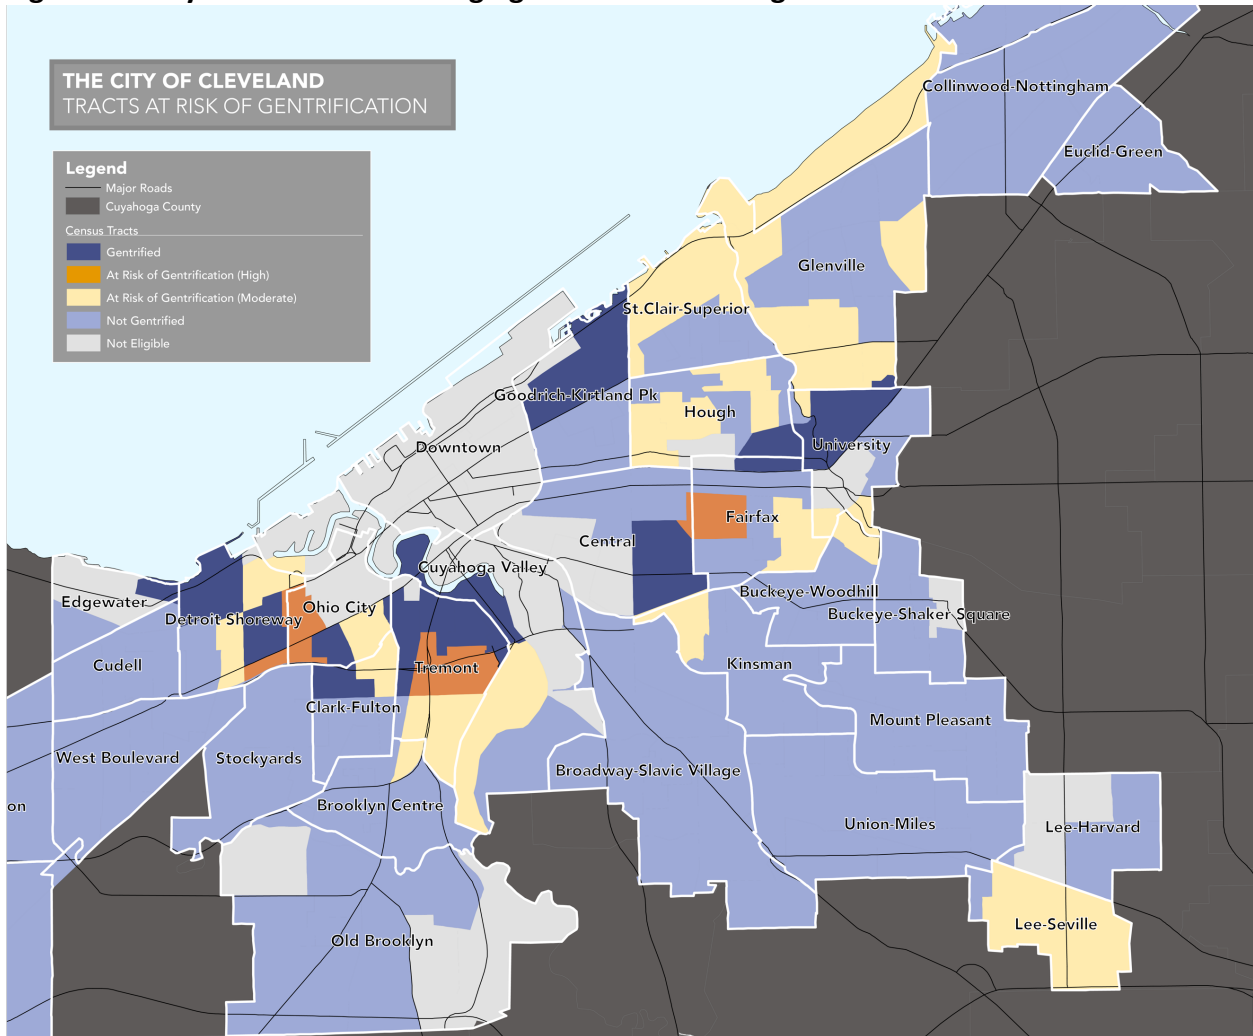 THE CITY OF CLEVELAND
TRACTS AT RISK OF GENTRIFICATION
Legend
Major Roads
Cuyahoga County
Census Tracts
Gentrified
At Risk of Gentrification (High)
At Risk of Gentrification (Moderate)
Not Gentrified
Not Eligible
Collinwood-Nottingham
Euclid-Green
Glenville
St.Clair-Superior
Goodrich-Kirtland Pk
Hough
University
Downtown
Fairfax
Central
Cuyahoga Valley
Buckeye-Woodhill
Buckeye-Shaker Square
Edgewater
Ohio City
Detroit Shoreway
Cudell
Tremont
Kinsman
Clark-Fulton
Mount Pleasant
West Boulevard
Stockyards
Broadway-Slavic Village
on
Brooklyn Centre
Union-Miles
Lee-Harvard
Lee-Seville
Old Brooklyn